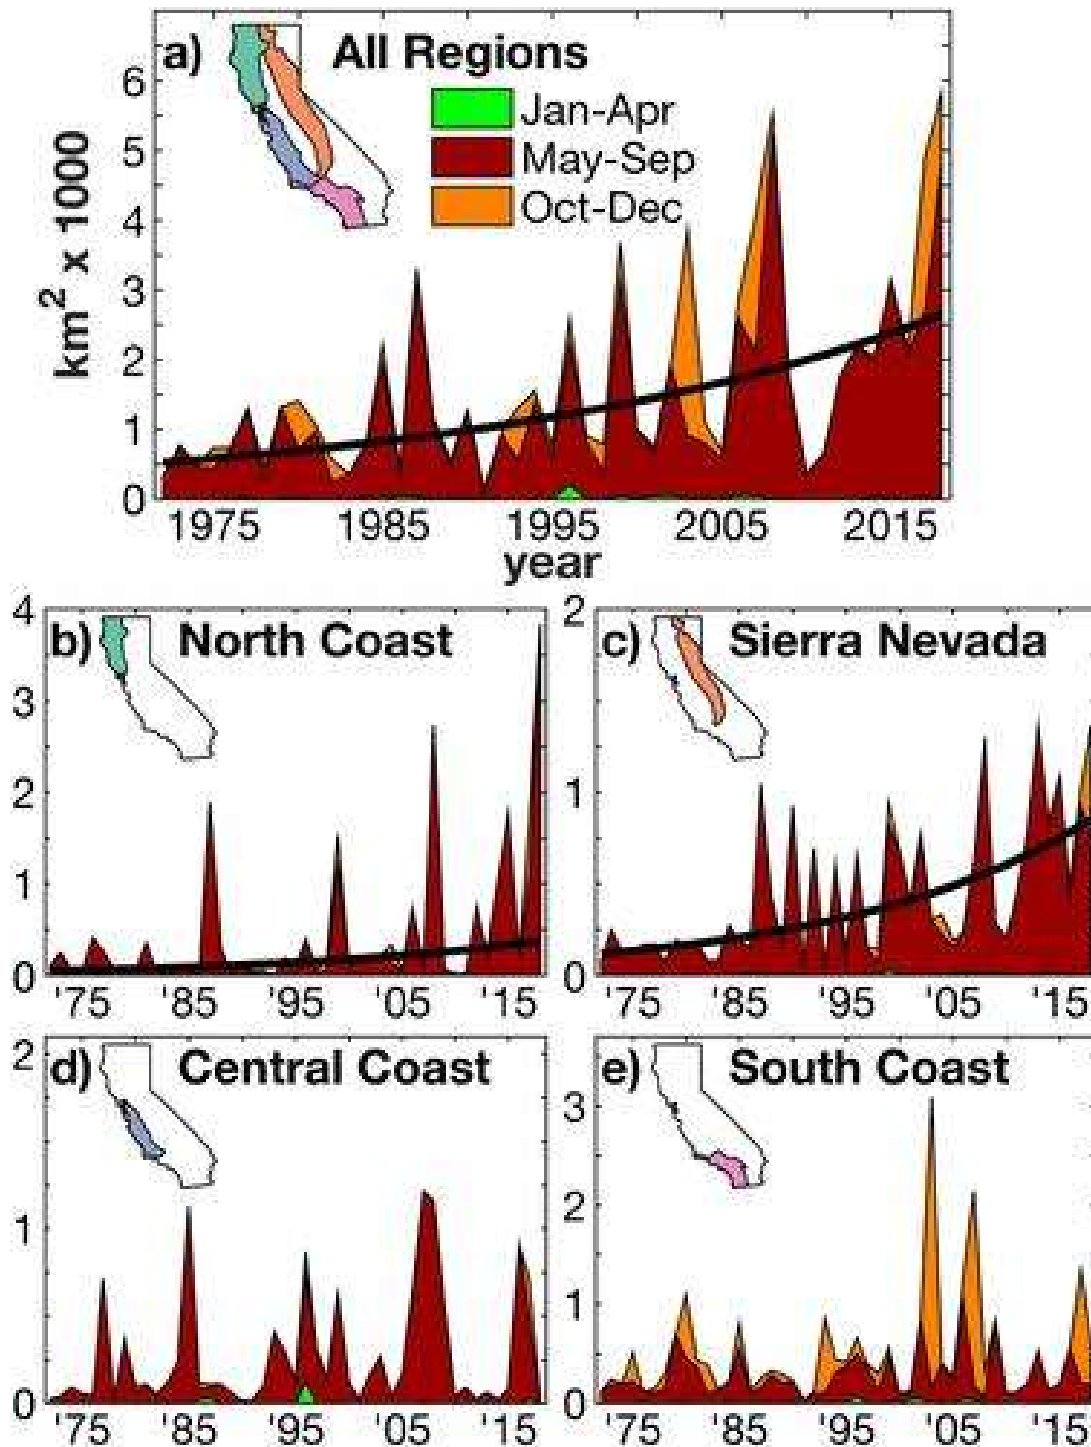 a) All Regions
Jan-Apr
May-Sep
Oct-Dec
km² x 1000
6
5
4
3
2
1
0
1975 1985 1995 2005 2015
year
b) North Coast
4
3
2
1
0
'75 '85 '95 '05 '15
c) Sierra Nevada
2
1
0
'75 '85 '95 '05 '15
d) Central Coast
2
1
0
'75 '85 '95 '05 '15
e) South Coast
3
2
1
0
'75 '85 '95 '05 '15